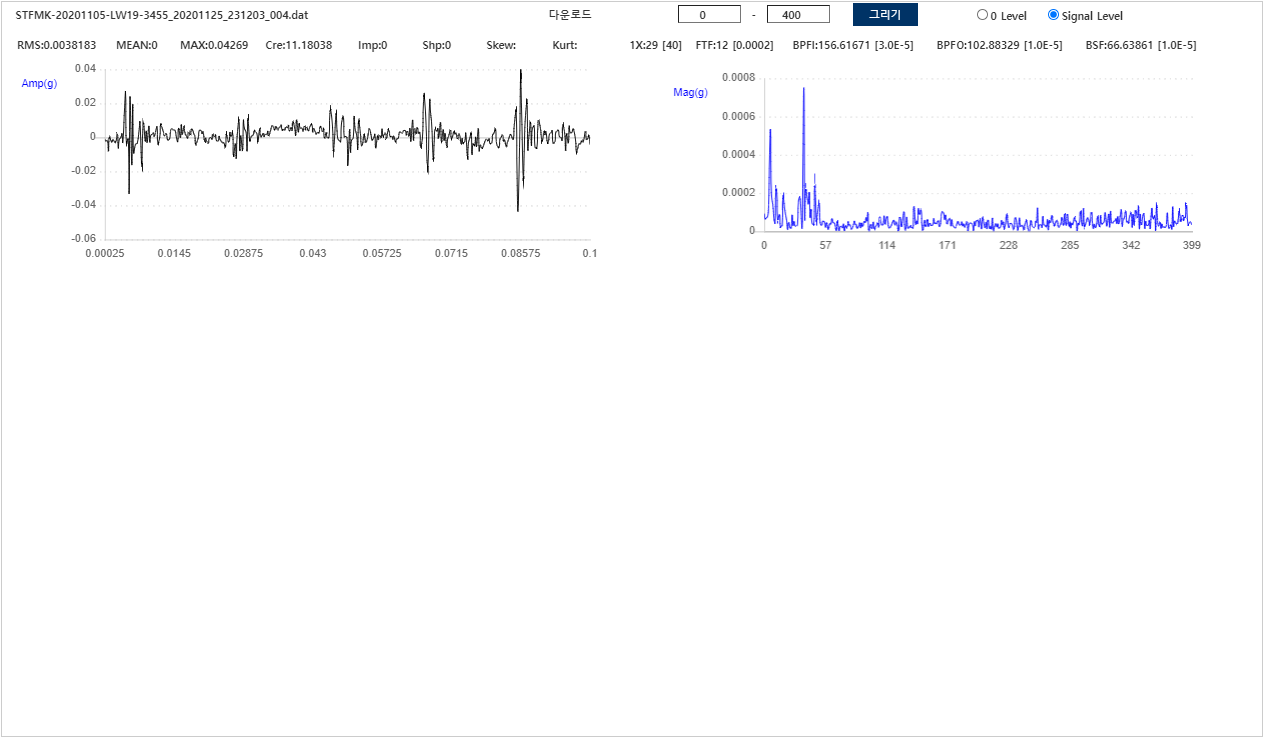 STFMK-20201105-LW19-3455_20201125_231203_004.dat 다운로드 0 - 400 그리기 0 Level Signal Level
RMS:0.0038183 MEAN:0 MAX:0.04269 Cre:11.18038 Imp:0 Shp:0 Skew: Kurt: 1X:29 [40] FTF:12 [0.0002] BPFI:156.61671 [3.0E-5] BPFO:102.88329 [1.0E-5] BSF:66.63861 [1.0E-5]
Amp(g)
0.04
0.02
0
-0.02
-0.04
-0.06
0.00025 0.0145 0.02875 0.043 0.05725 0.0715 0.08575 0.1
Mag(g)
0.0008
0.0006
0.0004
0.0002
0
0 57 114 171 228 285 342 399